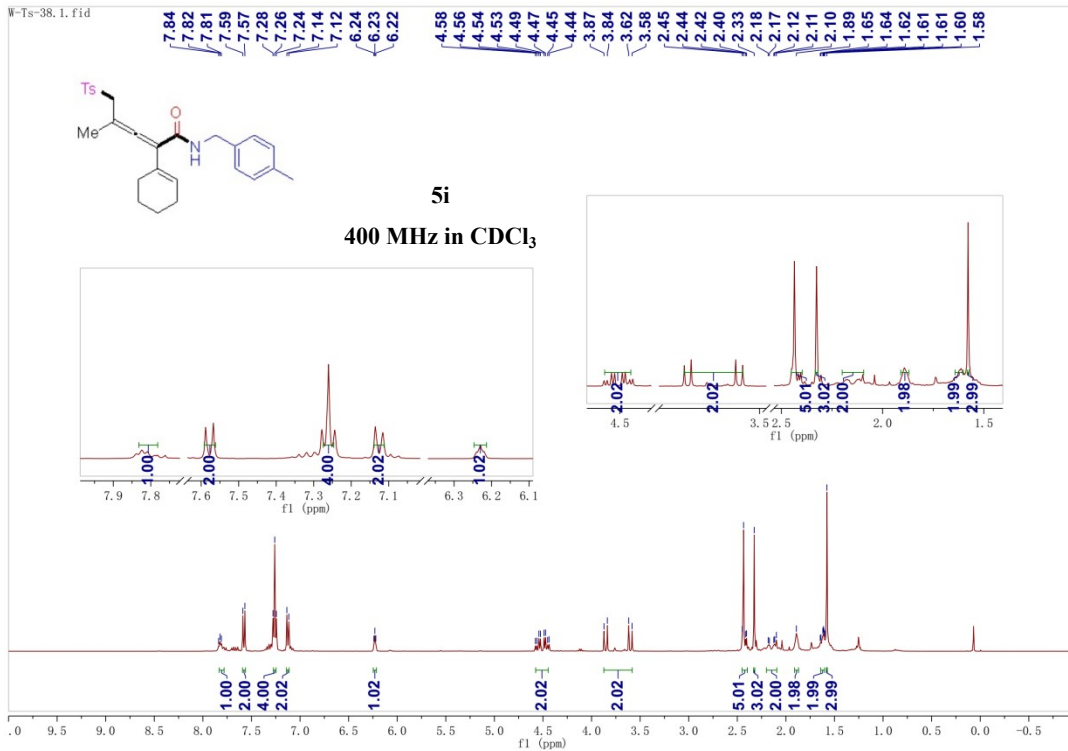 W-Ts-38.1.fid
7.84 7.82 7.81 7.59 7.57 7.28 7.26 7.24 7.14 7.12 6.24 6.23 6.22 4.58 4.56 4.54 4.53 4.49 4.47 4.45 4.44 3.87 3.84 3.62 3.58 2.45 2.44 2.42 2.40 2.33 2.18 2.17 2.12 2.11 2.10 1.89 1.65 1.64 1.62 1.61 1.61 1.60 1.58
Ts
O
Me
N
H
5i
400 MHz in CDCl3
1.00 2.00 4.00 2.02 1.02
7.9 7.8 7.6 7.5 7.4 7.3 7.2 7.1 6.3 6.2 6.1
f1 (ppm)
2.02 2.02 5.01 3.02 2.00 1.98 1.99 2.99
4.5 3.5 2.5 2.0 1.5
f1 (ppm)
1.00 2.00 4.00 2.02 1.02 2.02 2.02 5.01 3.02 2.00 1.98 1.99 2.99
.0 9.5 9.0 8.5 8.0 7.5 7.0 6.5 6.0 5.5 5.0 4.5 4.0 3.5 3.0 2.5 2.0 1.5 1.0 0.5 0.0 -0.5
f1 (ppm)